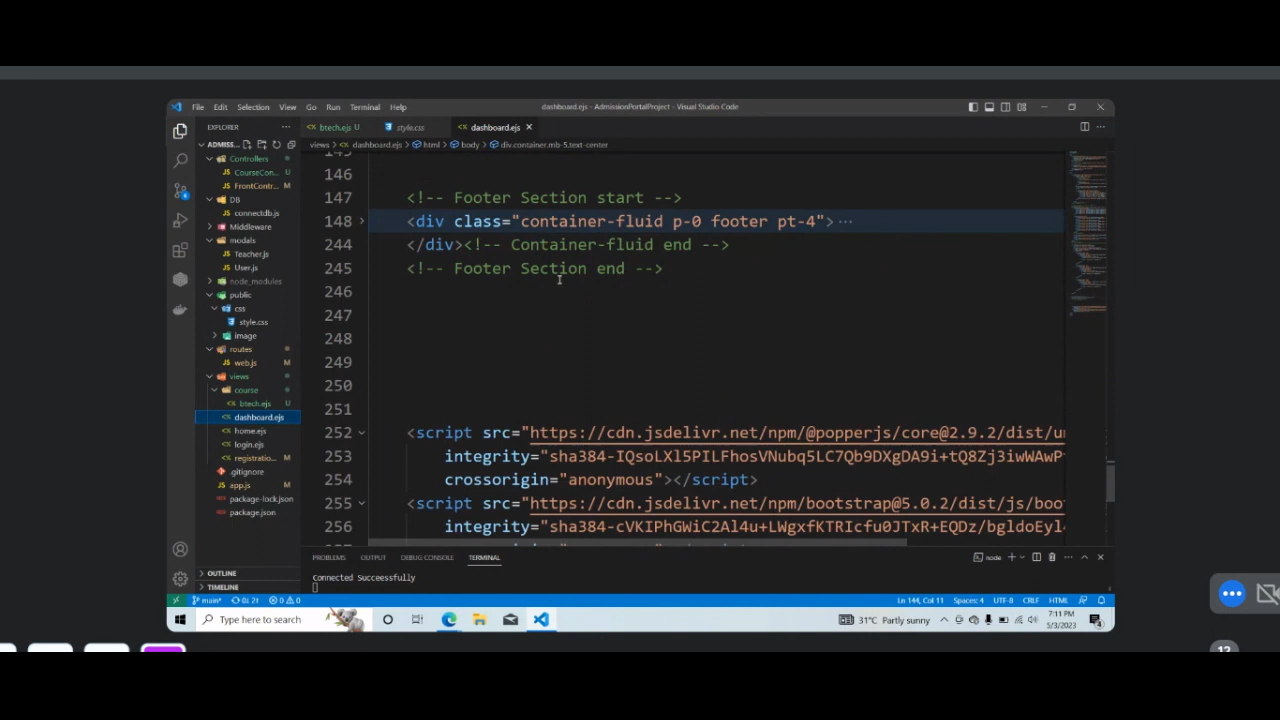 File Edit Selection View Go Run Terminal Help
dashboard.ejs - AdmissionPortalProject - Visual Studio Code
EXPLORER
btech.ejs U
style.css
dashboard.ejs
ADMISS...
views > dashboard.ejs > html > body > div.container.mb-5.text-center
Controllers
CourseCon... U
FrontContr... M
DB
connectdb.js
Middleware
modals
Teacher.js
User.js
node_modules
public
css
style.css
image
routes
web.js M
views
course
btech.ejs U
dashboard.ejs
home.ejs
login.ejs
registratio... M
.gitignore
app.js M
package-lock.json
package.json
OUTLINE
TIMELINE
146
147 <!-- Footer Section start -->
148 <div class="container-fluid p-0 footer pt-4">
244 </div><!-- Container-fluid end -->
245 <!-- Footer Section end -->
246
247
248
249
250
251
252 <script src="https://cdn.jsdelivr.net/npm/@popperjs/core@2.9.2/dist/u
253 integrity="sha384-IQsoLXl5PILFhosVNubq5LC7Qb9DXgDA9i+tQ8Zj3iwWAwP
254 crossorigin="anonymous"></script>
255 <script src="https://cdn.jsdelivr.net/npm/bootstrap@5.0.2/dist/js/boo
256 integrity="sha384-cVKIPhGWiC2Al4u+LWgxfKTRIcfu0JTxR+EQDz/bgldoEyl4
PROBLEMS OUTPUT DEBUG CONSOLE TERMINAL
node
Connected Succeessfully
main* 0↓ 2↑ 0 0
Ln 144, Col 11 Spaces: 4 UTF-8 CRLF HTML
Type here to search
31°C Partly sunny
7:11 PM
5/3/2023